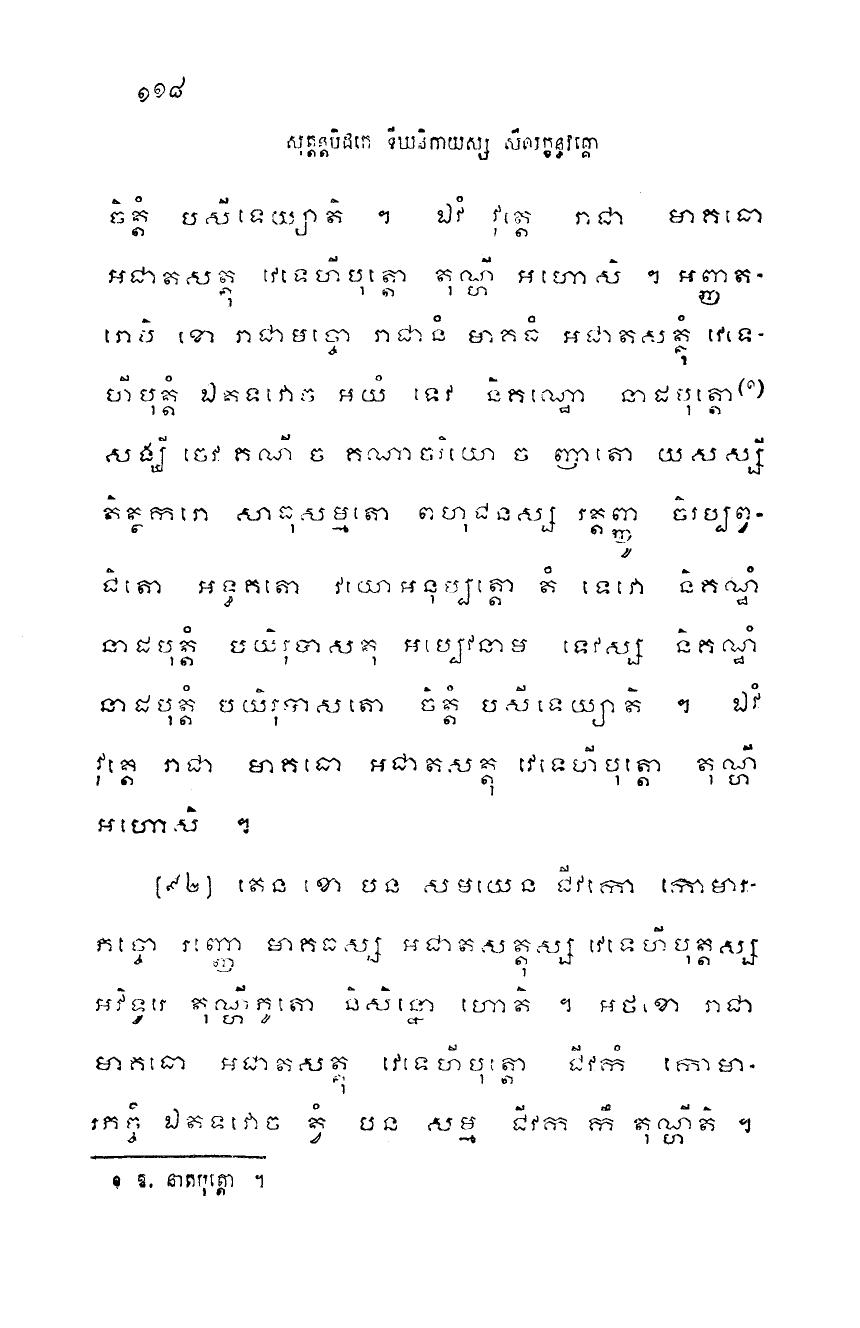 ១១៨
សុត្តន្តបិដកេ ទីឃនិកាយស្ស សីលក្ខន្ធវគ្គោ
ចិត្តំ បសីទេយ្យាតិ ។ ឯវំ វុត្តេ រាជា មាគធោ
អជាតសត្តុ វេទេហីបុត្តោ តុណ្ហី អហោសិ ។ អញ្ញត-
រោបិ ខោ រាជាមច្ចោ រាជានំ មាគធំ អជាតសត្តុំ វេទេ-
ហីបុត្តំ ឯតទវោច អយំ ទេវ និគណ្ឋោ នាដបុត្តោ(១)
សង្ឃី ចេវ គណី ច គណាចរិយោ ច ញាតោ យសស្សី
តិត្ថករោ សាធុសម្មតោ ពហុជនស្ស រត្តញ្ញូ ចិរប្បព្វ-
ជិតោ អទ្ធគតោ វយោអនុប្បត្តោ តំ ទេវោ និគណ្ឋំ
នាដបុត្តំ បយិរុបាសតុ អប្បេវនាម ទេវស្ស និគណ្ឋំ
នាដបុត្តំ បយិរុបាសតោ ចិត្តំ បសីទេយ្យាតិ ។ ឯវំ
វុត្តេ រាជា មាគធោ អជាតសត្តុ វេទេហីបុត្តោ តុណ្ហី
អហោសិ ។
[៩២] តេន ខោ បន សមយេន ជីវកោ កោមារ-
ភច្ចោ រញ្ញោ មាគធស្ស អជាតសត្តុស្ស វេទេហីបុត្តស្ស
អវិទូរេ តុណ្ហីភូតោ និសិន្នោ ហោតិ ។ អថខោ រាជា
មាគធោ អជាតសត្តុ វេទេហីបុត្តោ ជីវកំ កោមា-
រភច្ចំ ឯតទវោច ត្វំ បន សម្ម ជីវក កឹ តុណ្ហីតិ ។
១ ឱ. នាតបុត្តោ ។